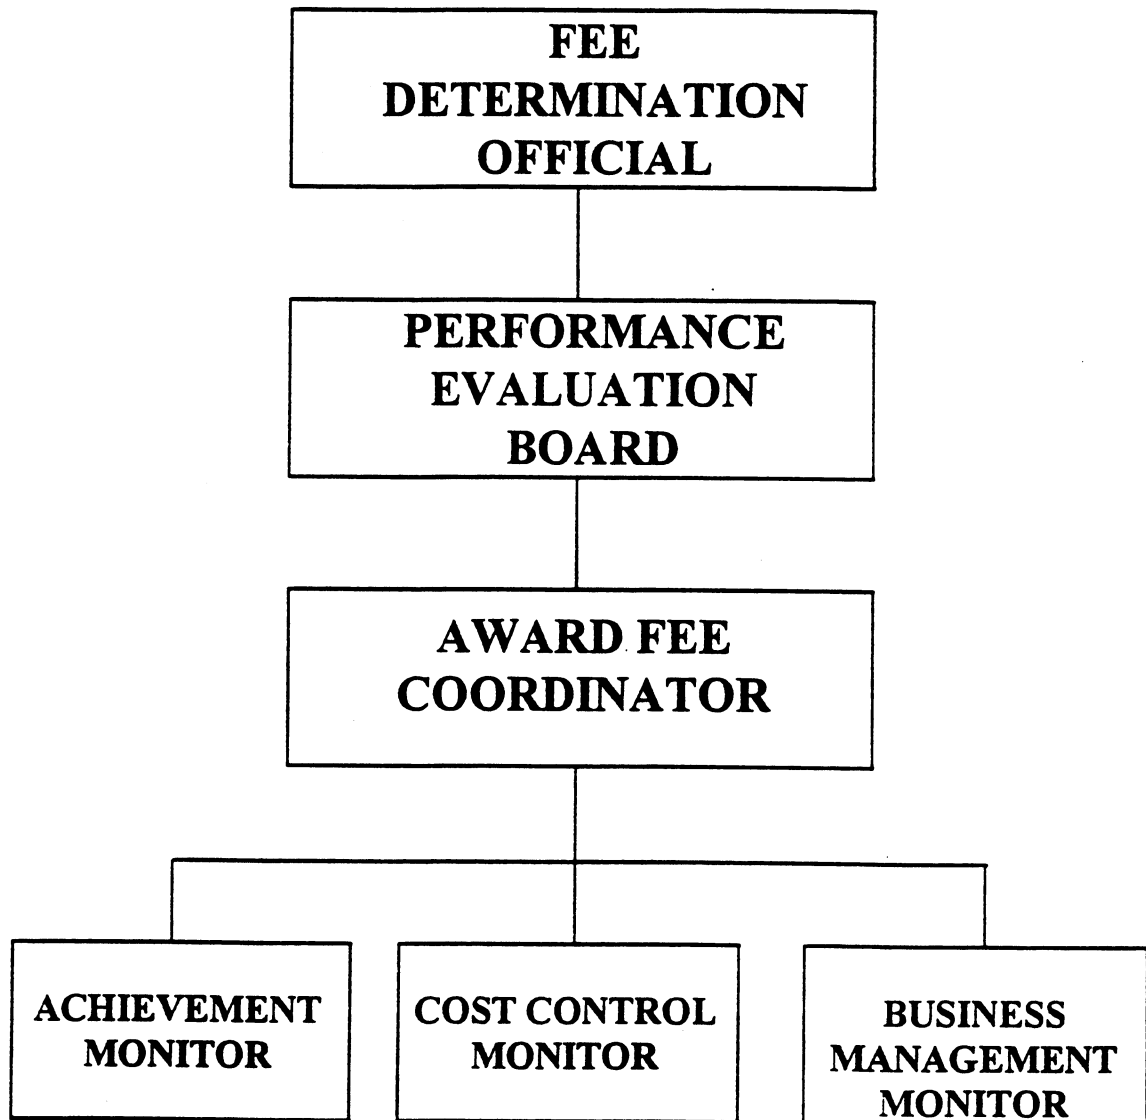 FEE
DETERMINATION
OFFICIAL
PERFORMANCE
EVALUATION
BOARD
AWARD FEE
COORDINATOR
ACHIEVEMENT
MONITOR
COST CONTROL
MONITOR
BUSINESS
MANAGEMENT
MONITOR